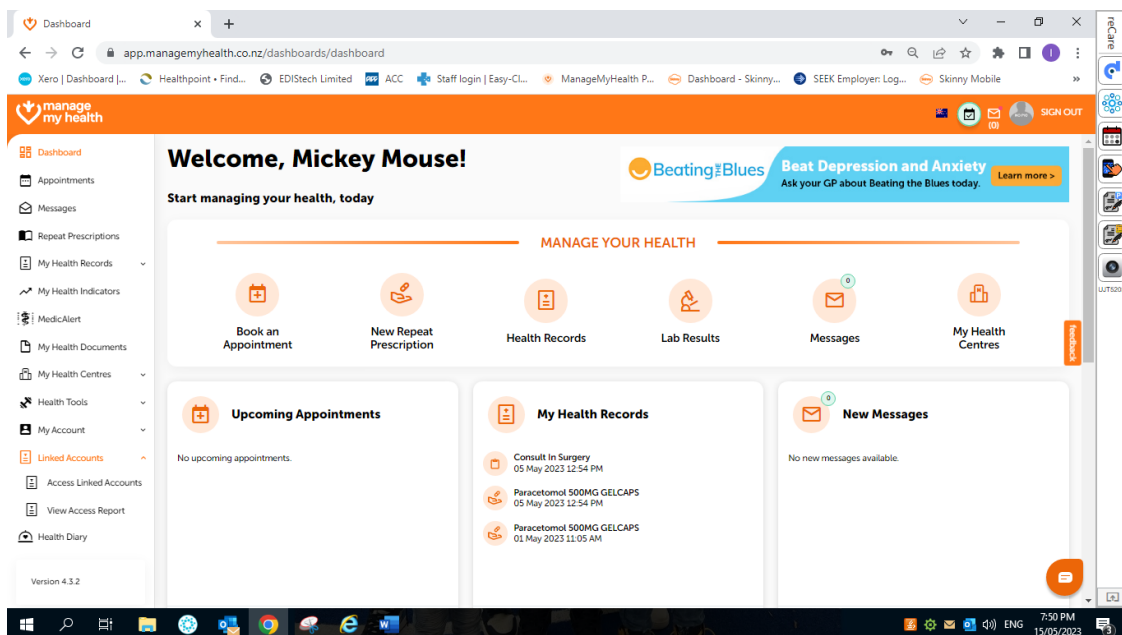 Dashboard
app.managemyhealth.co.nz/dashboards/dashboard
Xero | Dashboard |... Healthpoint • Find... EDIStech Limited ACC Staff login | Easy-Cl... ManageMyHealth P... Dashboard - Skinny... SEEK Employer: Log... Skinny Mobile »
reCare
manage
my health
(0)
SIGN OUT
Dashboard
Appointments
Messages
Repeat Prescriptions
My Health Records
My Health Indicators
MedicAlert
My Health Documents
My Health Centres
Health Tools
My Account
Linked Accounts
Access Linked Accounts
View Access Report
Health Diary
Version 4.3.2
Welcome, Mickey Mouse!
Start managing your health, today
Beating THE Blues
Beat Depression and Anxiety
Ask your GP about Beating the Blues today.
Learn more >
MANAGE YOUR HEALTH
Book an
Appointment
New Repeat
Prescription
Health Records
Lab Results
0
Messages
My Health
Centres
feedback
Upcoming Appointments
No upcoming appointments.
My Health Records
Consult In Surgery
05 May 2023 12:54 PM
Paracetomol 500MG GELCAPS
05 May 2023 12:54 PM
Paracetomol 500MG GELCAPS
01 May 2023 11:05 AM
0
New Messages
No new messages available.
UJT520
ENG
7:50 PM
15/05/2023
3